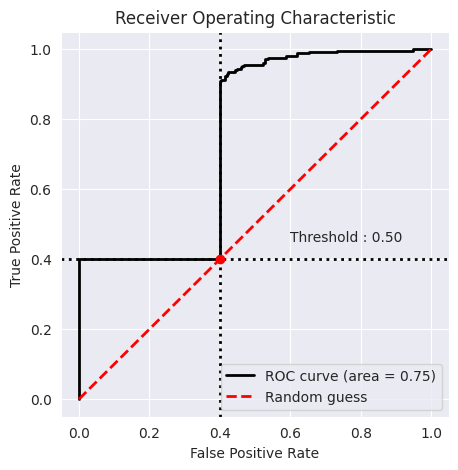 Receiver Operating Characteristic
1.0
0.8
0.6
0.4
0.2
0.0
True Positive Rate
Threshold : 0.50
ROC curve (area = 0.75)
Random guess
0.0 0.2 0.4 0.6 0.8 1.0
False Positive Rate